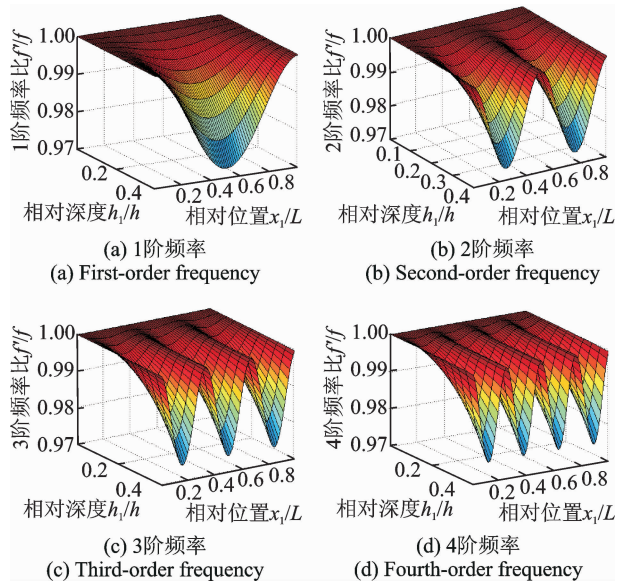 1.00
0.99
0.98
0.97
1阶频率比f'/f
0.2
0.4
相对深度h₁/h
0.2
0.4
0.6
0.8
相对位置x₁/L
(a) 1阶频率
(a) First-order frequency
1.00
0.99
0.98
0.97
2阶频率比f'/f
0.1
0.2
0.3
0.4
相对深度h₁/h
0.2
0.4
0.6
0.8
相对位置x₁/L
(b) 2阶频率
(b) Second-order frequency
1.00
0.99
0.98
0.97
3阶频率比f'/f
0.2
0.4
相对深度h₁/h
0.2
0.4
0.6
0.8
相对位置x₁/L
(c) 3阶频率
(c) Third-order frequency
1.00
0.99
0.98
0.97
4阶频率比f'/f
0.2
0.4
相对深度h₁/h
0.2
0.4
0.6
0.8
相对位置x₁/L
(d) 4阶频率
(d) Fourth-order frequency